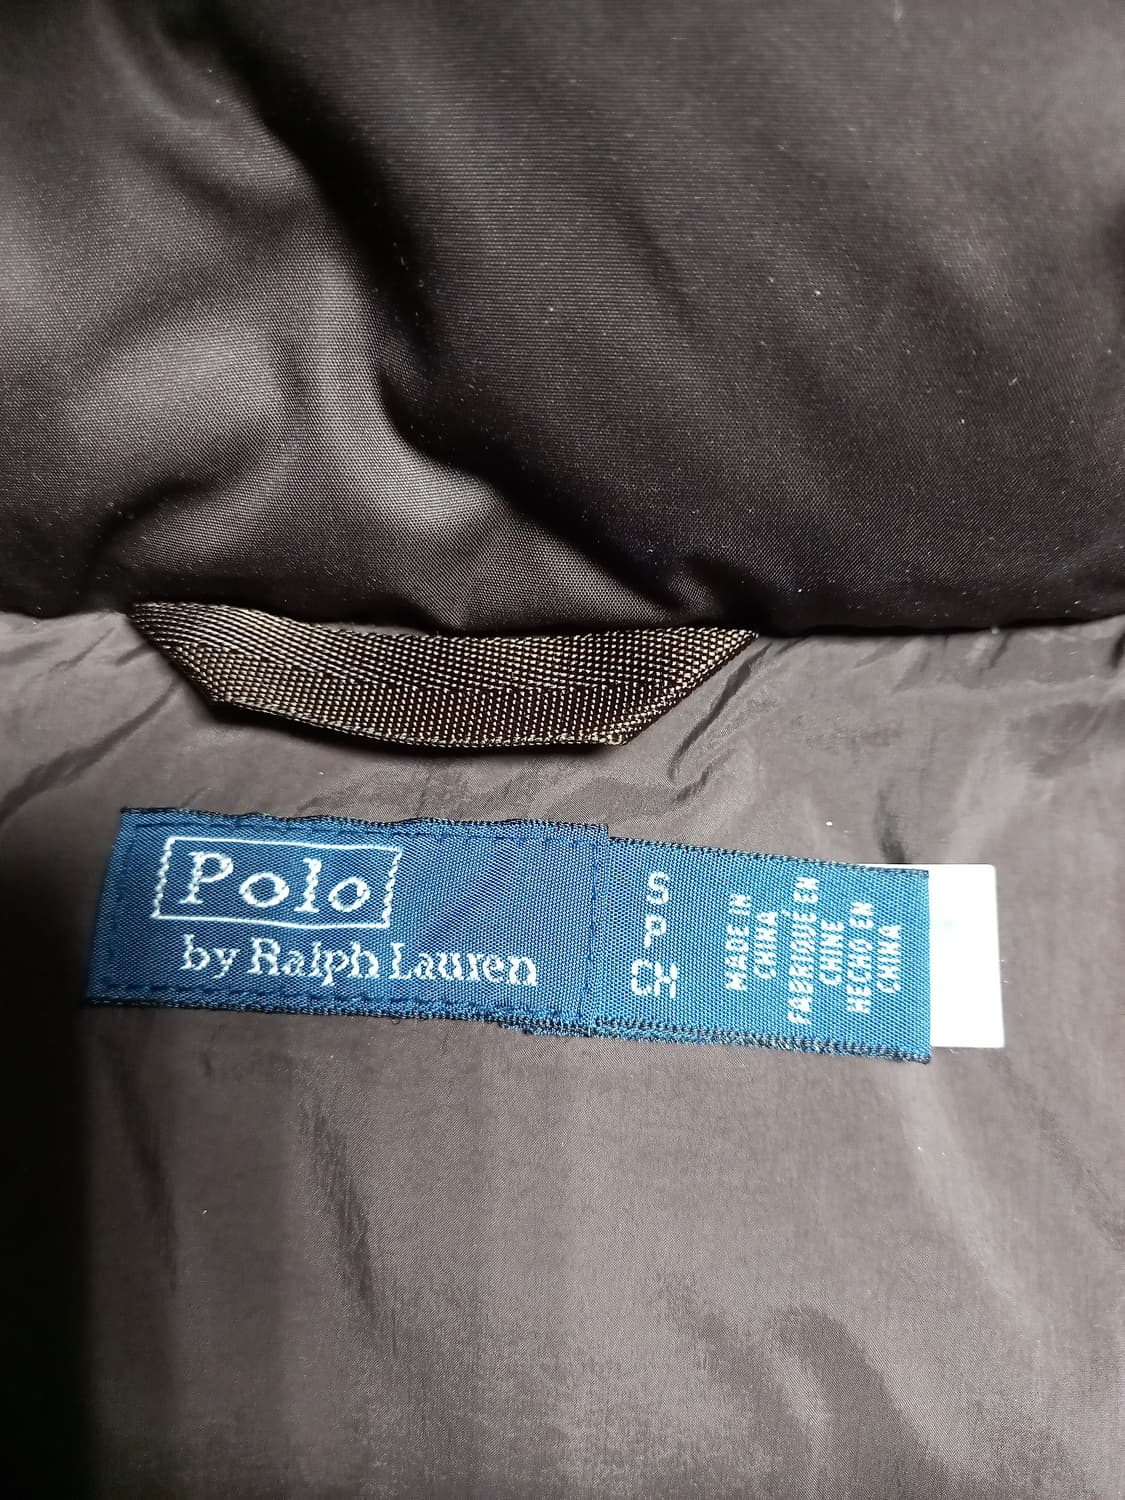 Polo
by Ralph Lauren
S
P
CH
MADE IN
CHINA
FABRIQUÉ EN
CHINE
HECHO EN
CHINA